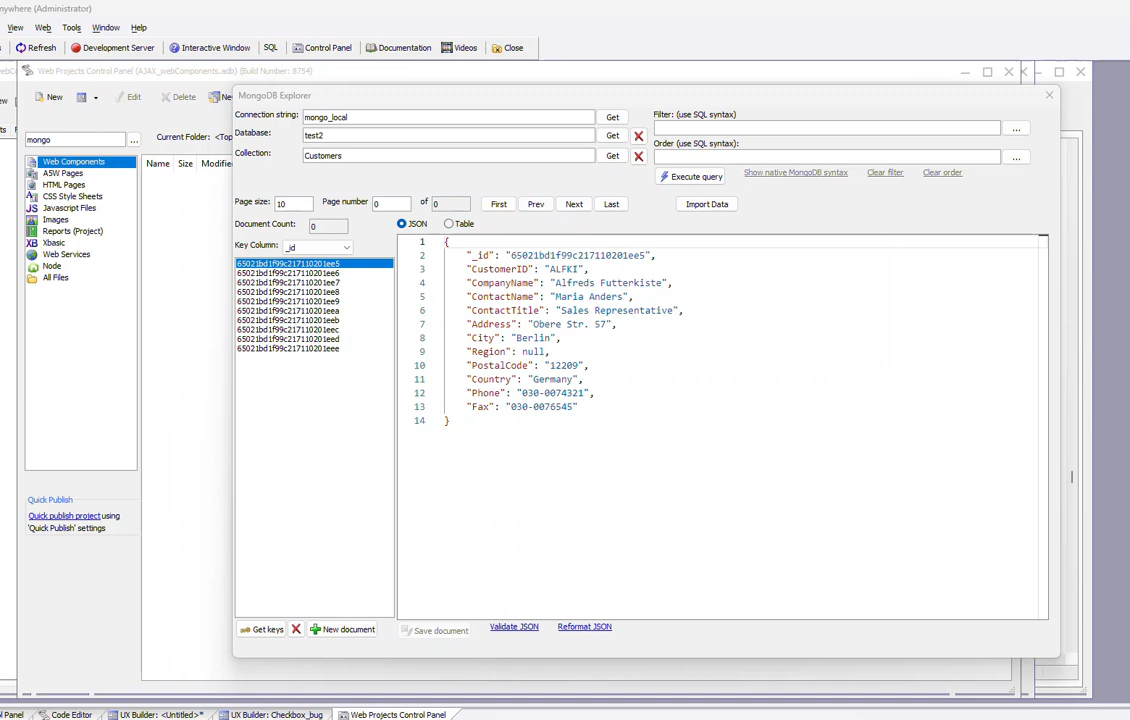 nywhere (Administrator)
View Web Tools Window Help
Refresh Development Server Interactive Window SQL Control Panel Documentation Videos Close
Web Projects Control Panel (AJAX_webComponents.adb) (Build Number: 8754)
New Edit Delete
MongoDB Explorer
Connection string: mongo_local Get
Filter: (use SQL syntax)
...
Database: test2 Get
Order (use SQL syntax):
...
Collection: Customers Get
Execute query Show native MongoDB syntax Clear filter Clear order
mongo ... Current Folder: <Top
Name Size Modified
Web Components
A5W Pages
HTML Pages
CSS Style Sheets
Javascript Files
Images
Reports (Project)
Xbasic
Web Services
Node
All Files
Page size: 10 Page number 0 of 0 First Prev Next Last Import Data
Document Count: 0 JSON Table
Key Column: _id
65021bd1f99c217110201ee5
65021bd1f99c217110201ee6
65021bd1f99c217110201ee7
65021bd1f99c217110201ee8
65021bd1f99c217110201ee9
65021bd1f99c217110201eea
65021bd1f99c217110201eeb
65021bd1f99c217110201eec
65021bd1f99c217110201eed
65021bd1f99c217110201eee
1 {
2 "_id": "65021bd1f99c217110201ee5",
3 "CustomerID": "ALFKI",
4 "CompanyName": "Alfreds Futterkiste",
5 "ContactName": "Maria Anders",
6 "ContactTitle": "Sales Representative",
7 "Address": "Obere Str. 57",
8 "City": "Berlin",
9 "Region": null,
10 "PostalCode": "12209",
11 "Country": "Germany",
12 "Phone": "030-0074321",
13 "Fax": "030-0076545"
14 }
Quick Publish
Quick publish project using
'Quick Publish' settings
Get keys New document Save document Validate JSON Reformat JSON
l Panel Code Editor UX Builder: <Untitled>* UX Builder: Checkbox_bug Web Projects Control Panel